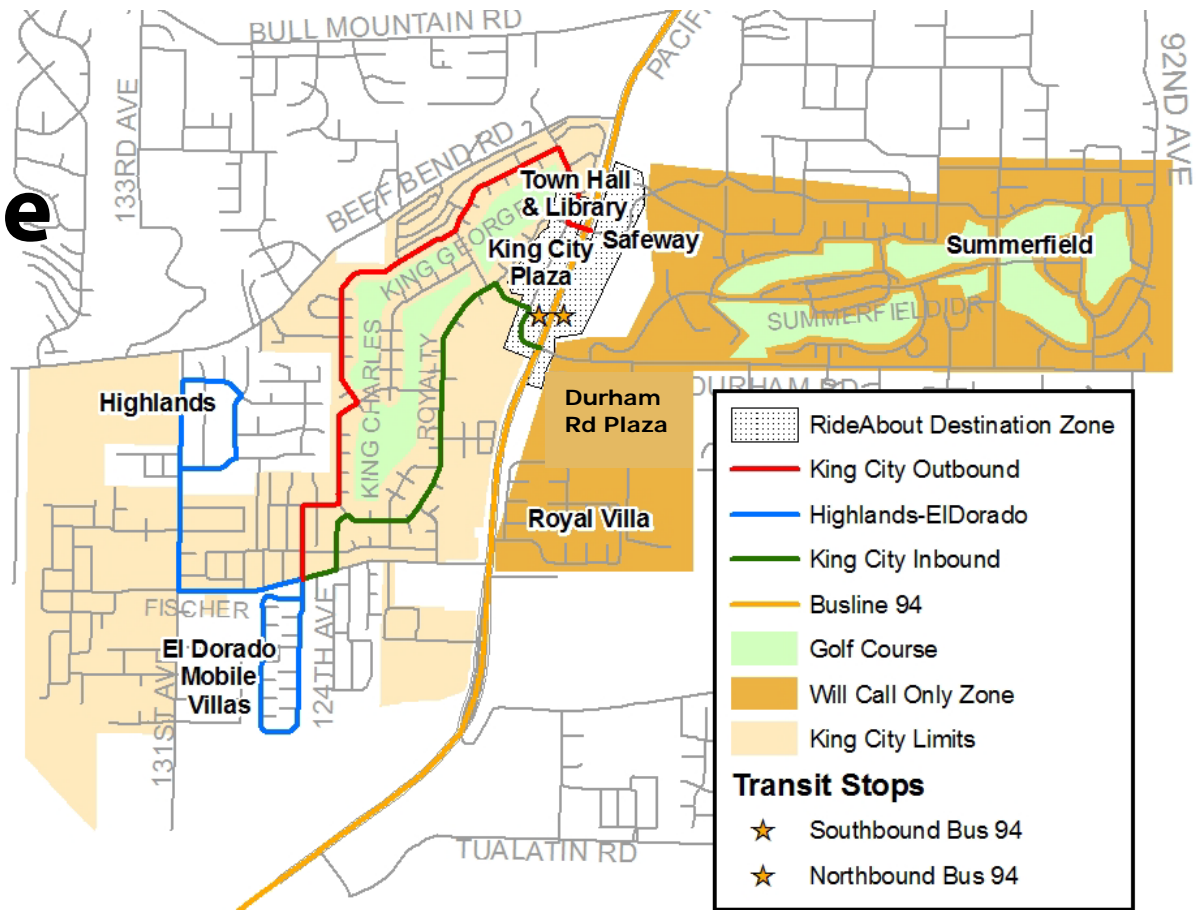 BULL MOUNTAIN RD
PACIFI
92ND AVE
133RD AVE
e
BEEF BEND RD
Town Hall
& Library
KING GEORGE
Safeway
King City
Plaza
Summerfield
SUMMERFIELD DR
KING CHARLES
ROYALTY
DURHAM RD
Highlands
Durham
Rd Plaza
Royal Villa
FISCHER
El Dorado
Mobile
Villas
124TH AVE
131ST AV
TUALATIN RD
RideAbout Destination Zone
King City Outbound
Highlands-ElDorado
King City Inbound
Busline 94
Golf Course
Will Call Only Zone
King City Limits
Transit Stops
Southbound Bus 94
Northbound Bus 94